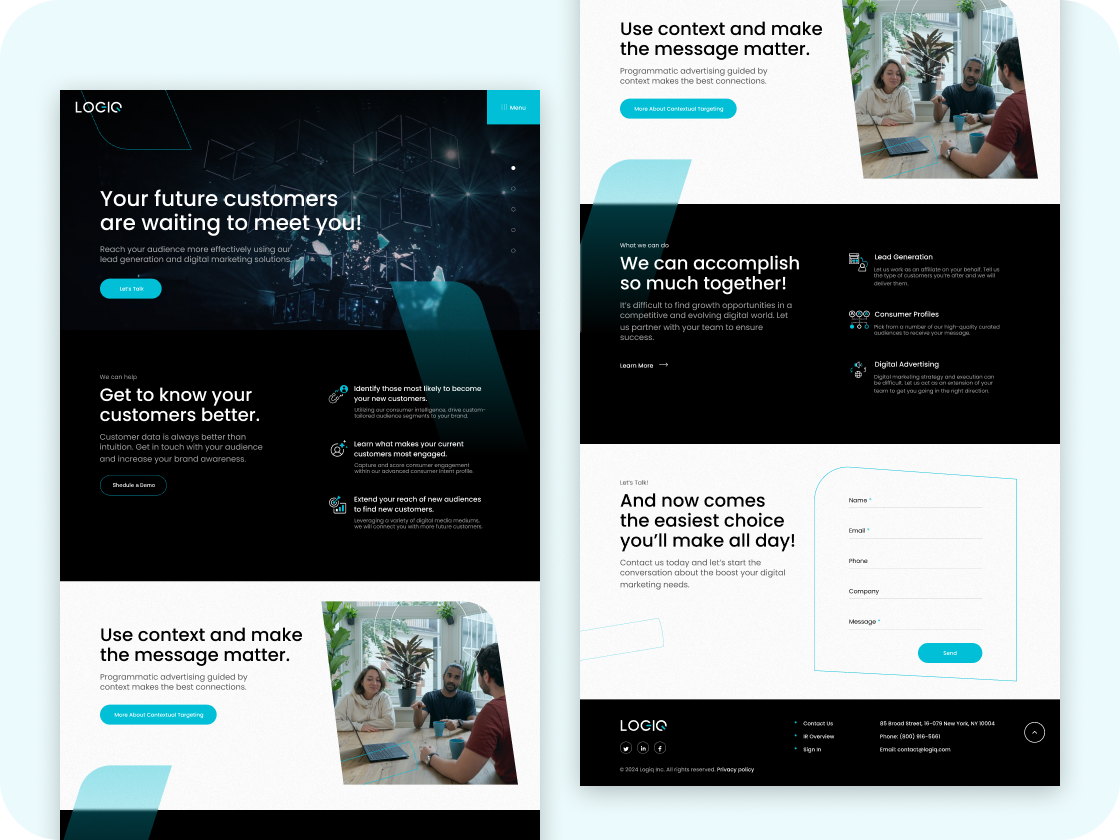 LOGIQ
Menu
Your future customers
are waiting to meet you!
Reach your audience more effectively using our
lead generation and digital marketing solutions.
Let's Talk
We can help
Get to know your
customers better.
Customer data is always better than
intuition. Get in touch with your audience
and increase your brand awareness.
Shedule a Demo
Identify those most likely to become
your new customers.
Utilizing our consumer intelligence, drive custom-
tailored audience segments to your brand.
Learn what makes your current
customers most engaged.
Capture and score consumer engagement
within our advanced consumer intent profile.
Extend your reach of new audiences
to find new customers.
Leveraging a variety of digital media mediums,
we will connect you with more future customers.
Use context and make
the message matter.
Programmatic advertising guided by
context makes the best connections.
More About Contextual Targeting
Use context and make
the message matter.
Programmatic advertising guided by
context makes the best connections.
More About Contextual Targeting
What we can do
We can accomplish
so much together!
It's difficult to find growth opportunities in a
competitive and evolving digital world. Let
us partner with your team to ensure
success.
Learn More
Lead Generation
Let us work as an affiliate on your behalf. Tell us
the type of customers you're after and we will
deliver them.
Consumer Profiles
Pick from a number of our high-quality curated
audiences to receive your message.
Digital Advertising
Digital marketing strategy and execution can
be difficult. Let us act as an extension of your
team to get you going in the right direction.
Let's Talk!
And now comes
the easiest choice
you'll make all day!
Contact us today and let's start the
conversation about the boost your digital
marketing needs.
Name *
Email *
Phone
Company
Message *
Send
LOGIQ
© 2024 Logiq Inc. All rights reserved. Privacy policy
Contact Us
IR Overview
Sign In
85 Broad Street, 16-079 New York, NY 10004
Phone: (800) 916-5661
Email: contact@logiq.com